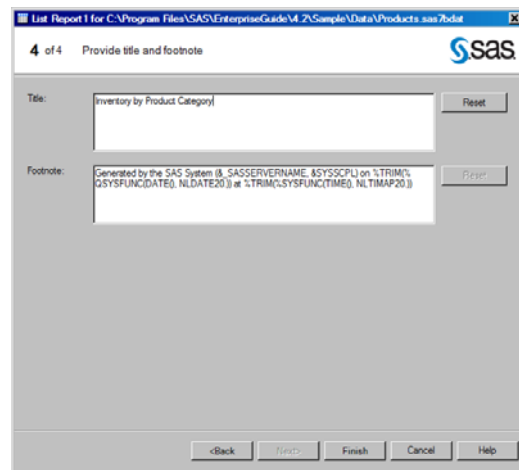 List Report1 for C:\Program Files\SAS\EnterpriseGuide\4.2\Sample\Data\Products.sas7bdat
4 of 4 Provide title and footnote
sas
Title:
Inventory by Product Category
Reset
Footnote:
Generated by the SAS System (&_SASSERVERNAME, &SYSSCPL) on %TRIM(%
QSYSFUNC(DATE(), NLDATE20.)) at %TRIM(%SYSFUNC(TIME(), NLTIMAP20.))
Reset
<Back Next> Finish Cancel Help